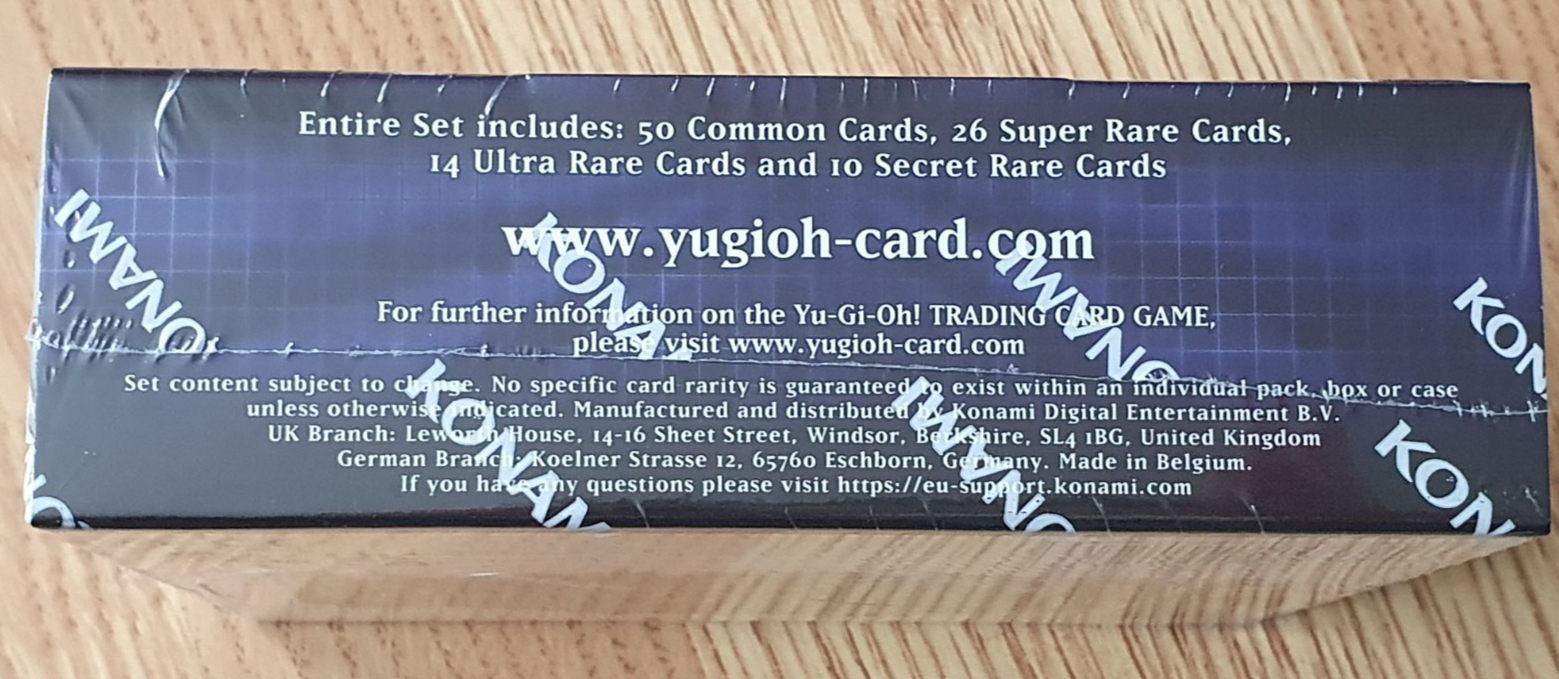 Entire Set includes: 50 Common Cards, 26 Super Rare Cards,
14 Ultra Rare Cards and 10 Secret Rare Cards
www.yugioh-card.com
For further information on the Yu-Gi-Oh! TRADING CARD GAME,
please visit www.yugioh-card.com
Set content subject to change. No specific card rarity is guaranteed to exist within an individual pack, box or case
unless otherwise indicated. Manufactured and distributed by Konami Digital Entertainment B.V.
UK Branch: Leworth House, 14-16 Sheet Street, Windsor, Berkshire, SL4 1BG, United Kingdom
German Branch: Koelner Strasse 12, 65760 Eschborn, Germany. Made in Belgium.
If you have any questions please visit https://eu-support.konami.com
KONAMI
KONA
KONAMI
KON
KONAM
KONAMI
KON